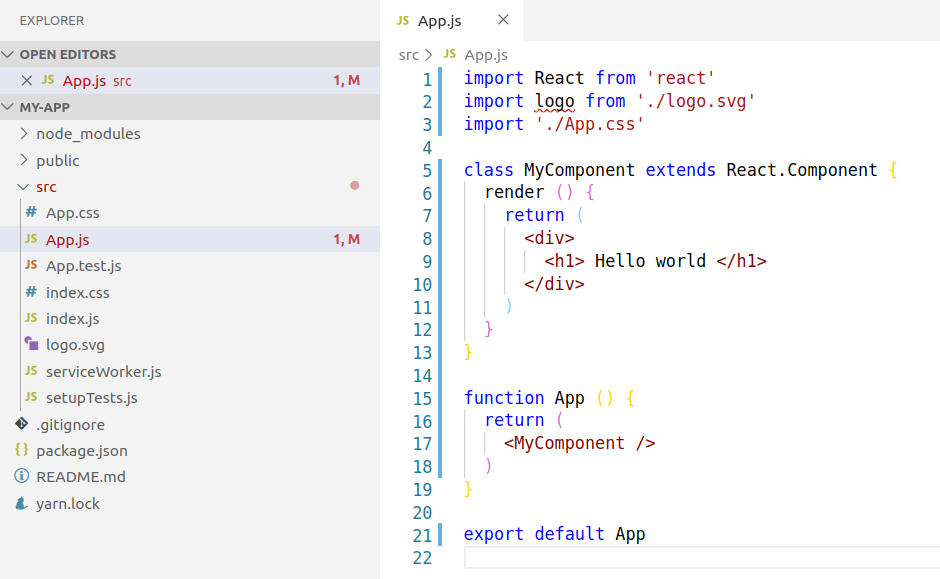 EXPLORER
OPEN EDITORS
JS App.js src 1, M
MY-APP
node_modules
public
src
# App.css
JS App.js 1, M
JS App.test.js
# index.css
JS index.js
logo.svg
JS serviceWorker.js
JS setupTests.js
.gitignore
{} package.json
README.md
yarn.lock
JS App.js
src > JS App.js
1 import React from 'react'
2 import logo from './logo.svg'
3 import './App.css'
4
5 class MyComponent extends React.Component {
6   render () {
7     return (
8       <div>
9         <h1> Hello world </h1>
10       </div>
11     )
12   }
13 }
14
15 function App () {
16   return (
17     <MyComponent />
18   )
19 }
20
21 export default App
22